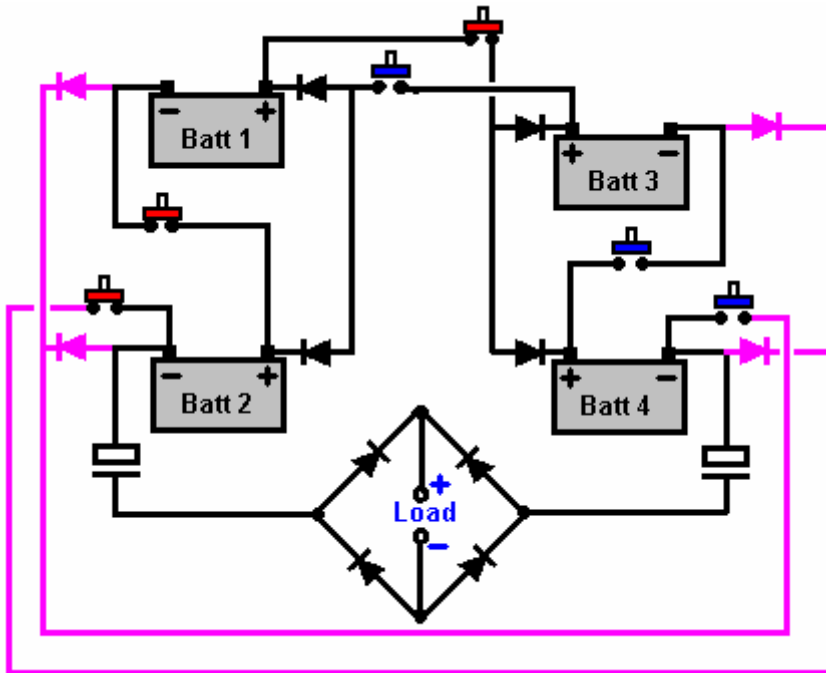 − +
Batt 1
+ −
Batt 3
− +
Batt 2
+ −
Batt 4
+
Load
−